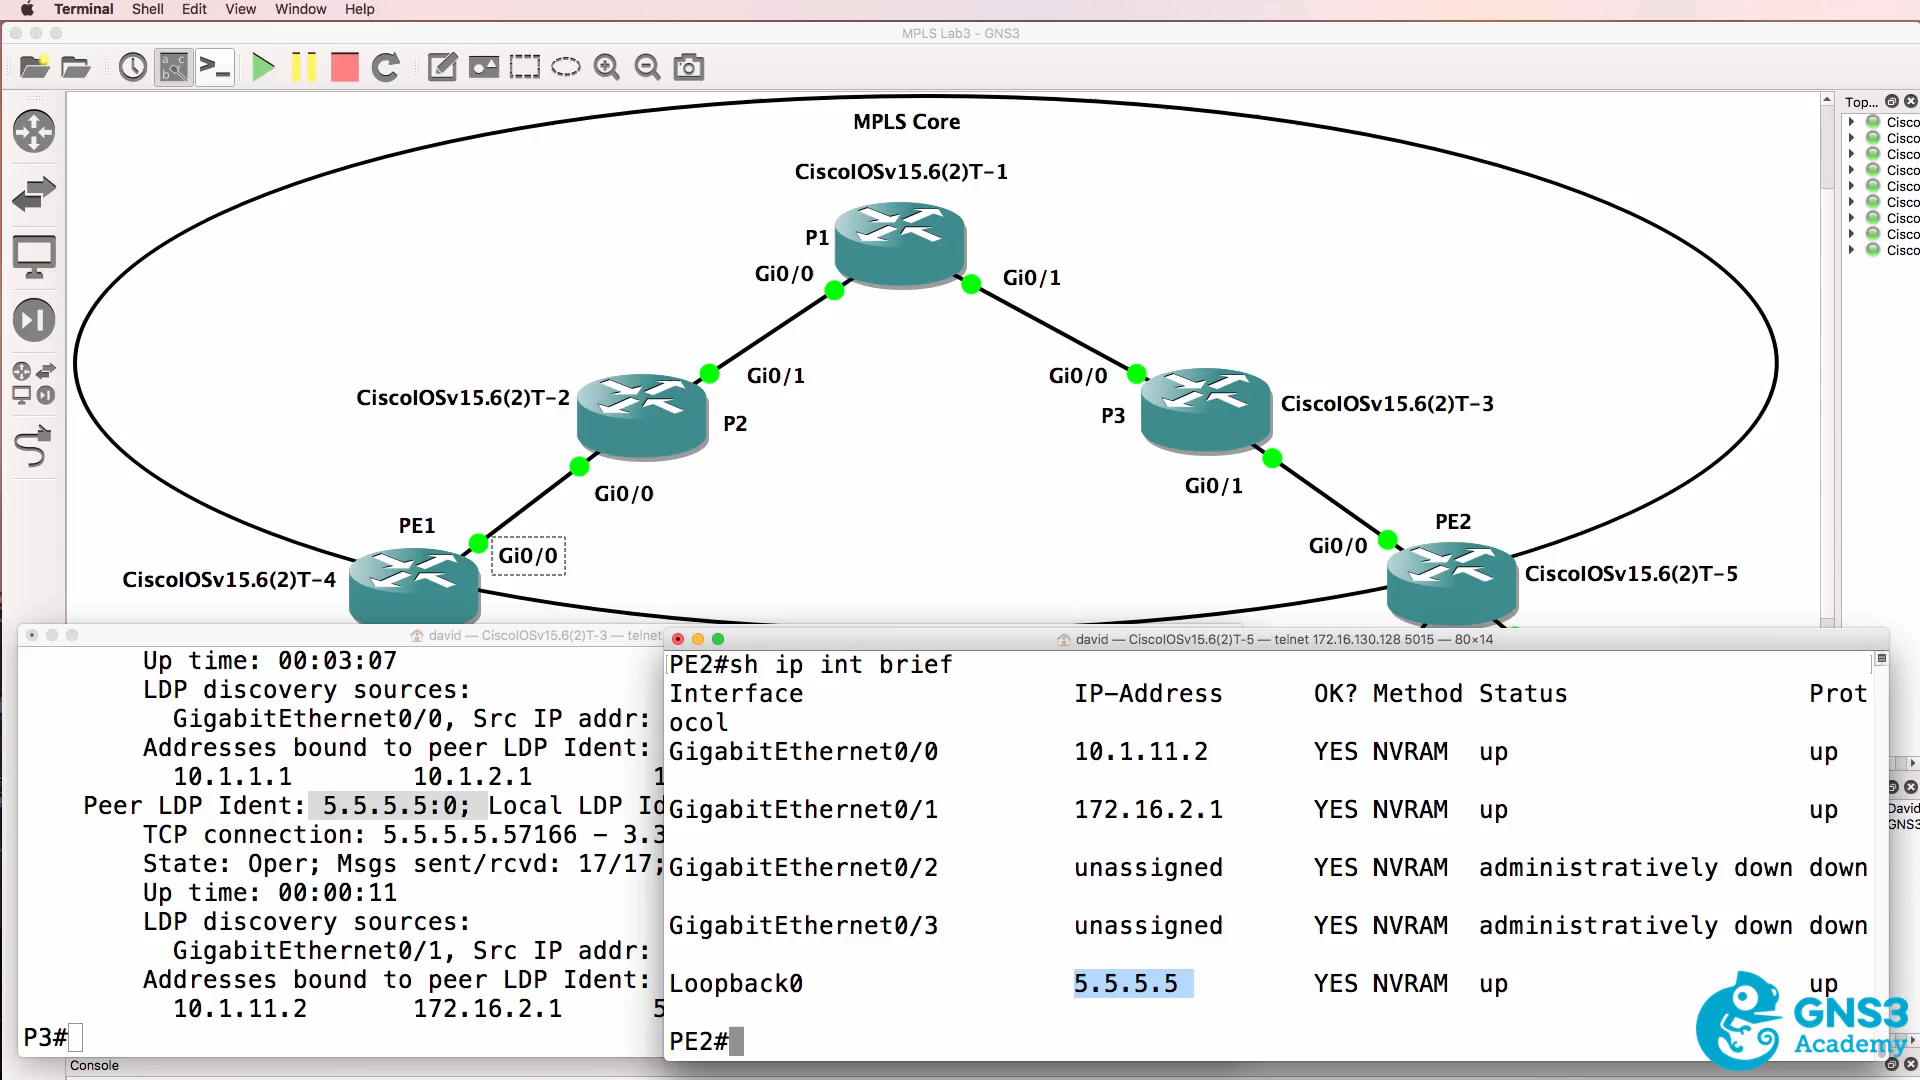 Terminal Shell Edit View Window Help
MPLS Lab3 - GNS3
Top...
MPLS Core
CiscoIOSv15.6(2)T-1
P1
Gi0/0
Gi0/1
CiscoIOSv15.6(2)T-2
Gi0/1
P2
Gi0/0
Gi0/0
P3
CiscoIOSv15.6(2)T-3
Gi0/1
PE1
Gi0/0
CiscoIOSv15.6(2)T-4
PE2
Gi0/0
CiscoIOSv15.6(2)T-5
Cisco
Cisco
Cisco
Cisco
Cisco
Cisco
Cisco
Cisco
Cisco
David
GNS3
david — CiscoIOSv15.6(2)T-3 — telnet
Up time: 00:03:07
LDP discovery sources:
GigabitEthernet0/0, Src IP addr:
Addresses bound to peer LDP Ident:
10.1.1.1 10.1.2.1 1
Peer LDP Ident: 5.5.5.5:0; Local LDP Id
TCP connection: 5.5.5.5.57166 - 3.3
State: Oper; Msgs sent/rcvd: 17/17;
Up time: 00:00:11
LDP discovery sources:
GigabitEthernet0/1, Src IP addr:
Addresses bound to peer LDP Ident:
10.1.11.2 172.16.2.1 5
P3#
david — CiscoIOSv15.6(2)T-5 — telnet 172.16.130.128 5015 — 80×14
PE2#sh ip int brief
Interface IP-Address OK? Method Status Prot
ocol
GigabitEthernet0/0 10.1.11.2 YES NVRAM up up
GigabitEthernet0/1 172.16.2.1 YES NVRAM up up
GigabitEthernet0/2 unassigned YES NVRAM administratively down down
GigabitEthernet0/3 unassigned YES NVRAM administratively down down
Loopback0 5.5.5.5 YES NVRAM up up
PE2#
Console
GNS3
Academy